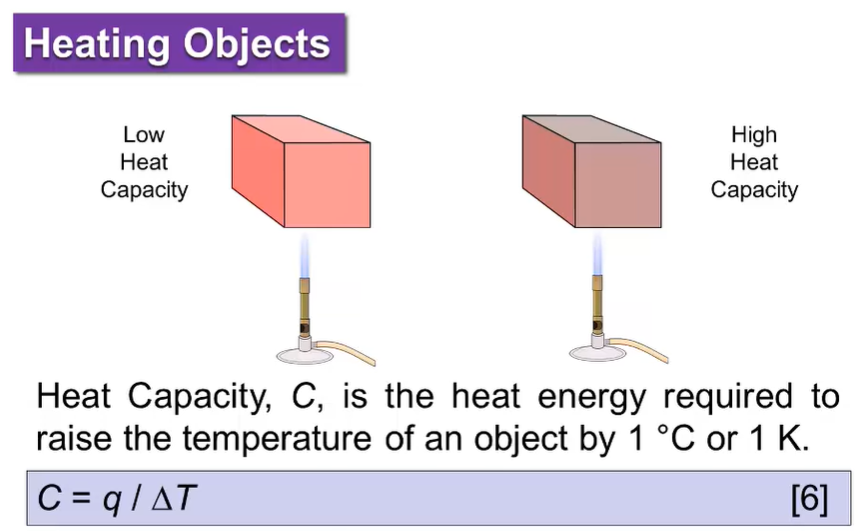 Heating Objects
Low
Heat
Capacity
High
Heat
Capacity
Heat Capacity, C, is the heat energy required to
raise the temperature of an object by 1 °C or 1 K.
C = q / ΔT [6]